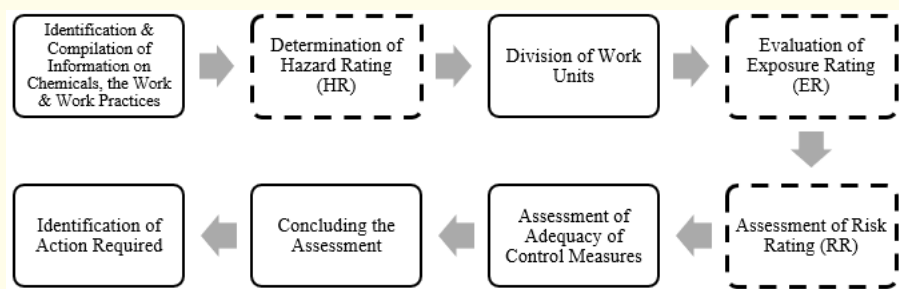 Identification &
Compilation of
Information on
Chemicals, the Work
& Work Practices
Determination of
Hazard Rating
(HR)
Division of Work
Units
Evaluation of
Exposure Rating
(ER)
Assessment of Risk
Rating (RR)
Assessment of
Adequacy of
Control Measures
Concluding the
Assessment
Identification of
Action Required